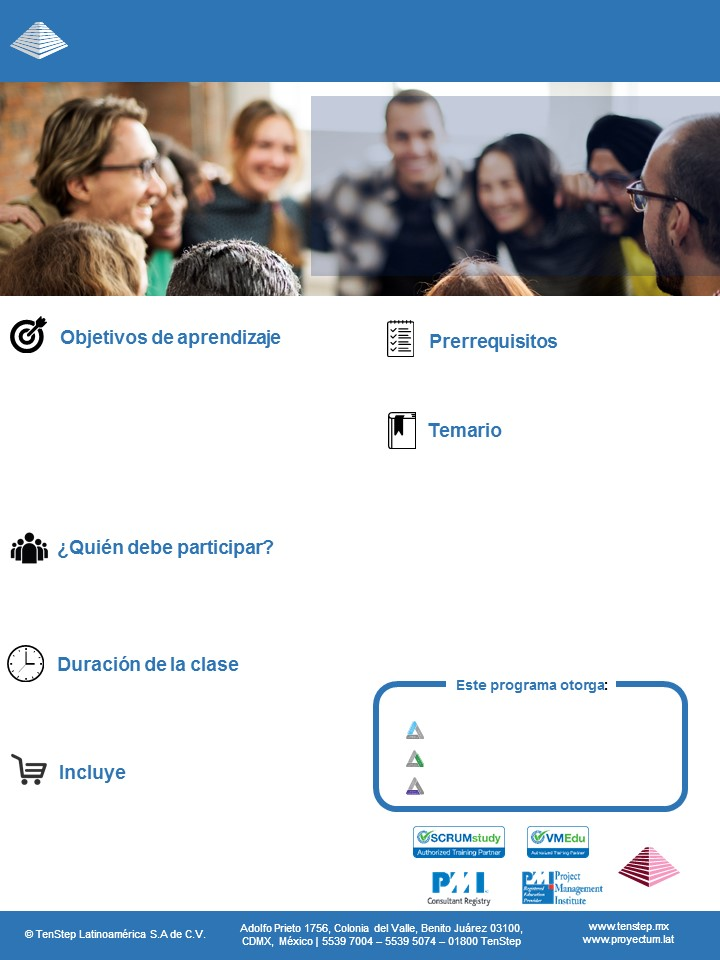 Objetivos de aprendizaje
¿Quién debe participar?
Duración de la clase
Incluye
Prerrequisitos
Temario
Este programa otorga:
SCRUMstudy
Authorized Training Partner
VMEdu
Authorized Training Partner
PMI
Consultant Registry
PMI
Registered
Education
Provider
Project
Management
Institute
© TenStep Latinoamérica S.A de C.V.
Adolfo Prieto 1756, Colonia del Valle, Benito Juárez 03100,
CDMX, México | 5539 7004 – 5539 5074 – 01800 TenStep
www.tenstep.mx
www.proyectum.lat